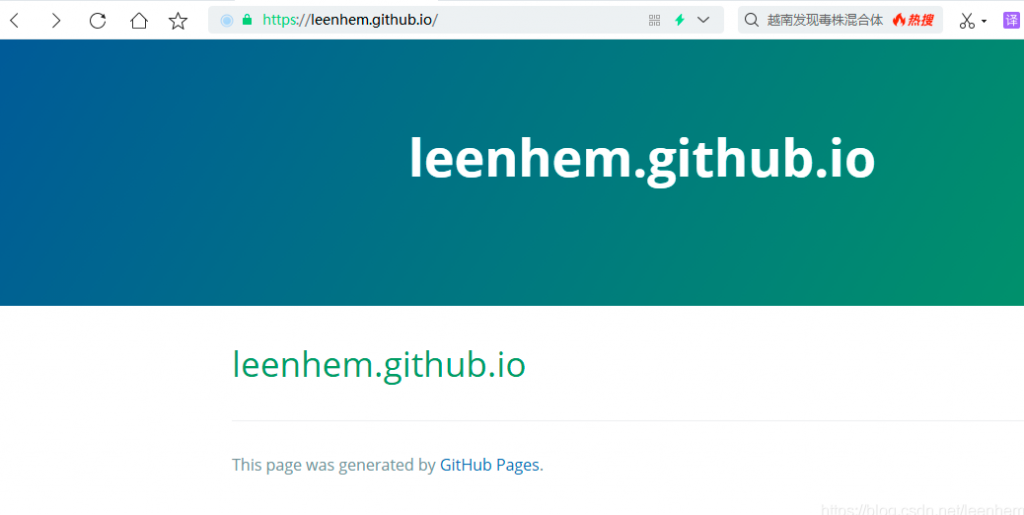 https://leenhem.github.io/
越南发现毒株混合体 热搜
译
leenhem.github.io
leenhem.github.io
This page was generated by GitHub Pages.
https://blog.csdn.net/leenhem